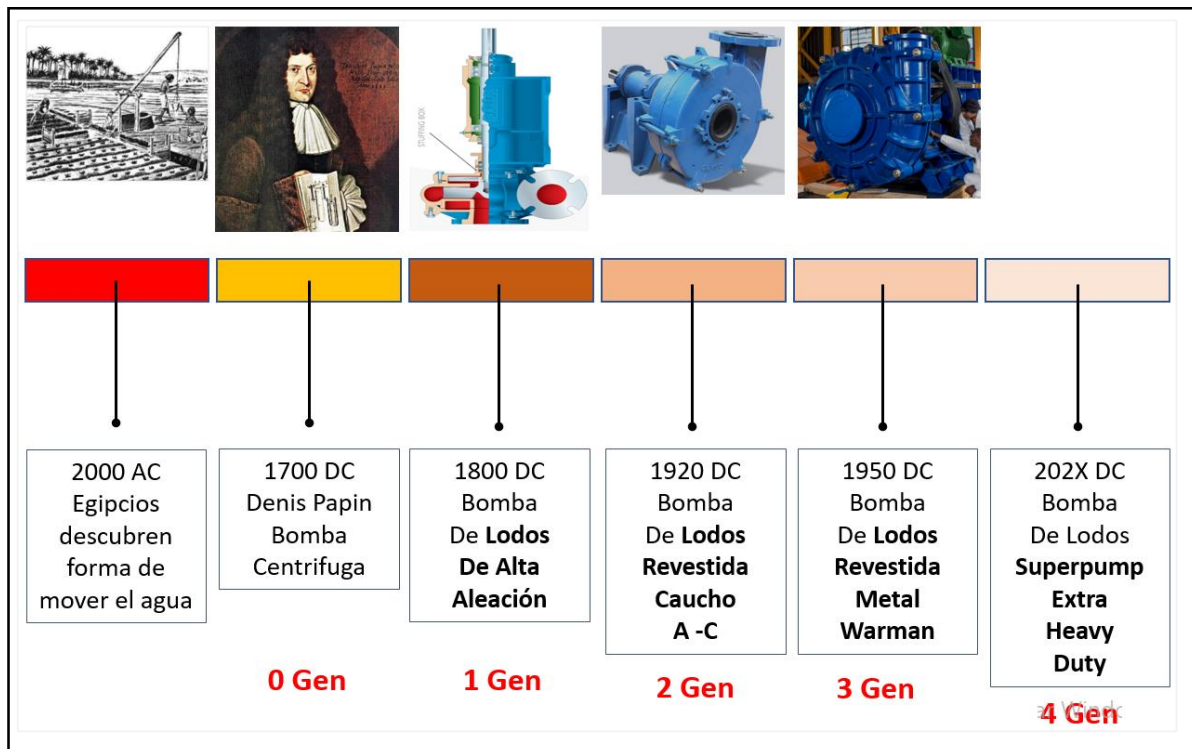 STUFFING BOX
2000 AC
Egipcios
descubren
forma de
mover el agua
1700 DC
Denis Papin
Bomba
Centrifuga
0 Gen
1800 DC
Bomba
De Lodos
De Alta
Aleación
1 Gen
1920 DC
Bomba
De Lodos
Revestida
Caucho
A -C
2 Gen
1950 DC
Bomba
De Lodos
Revestida
Metal
Warman
3 Gen
202X DC
Bomba
De Lodos
Superpump
Extra
Heavy
Duty
4 Gen